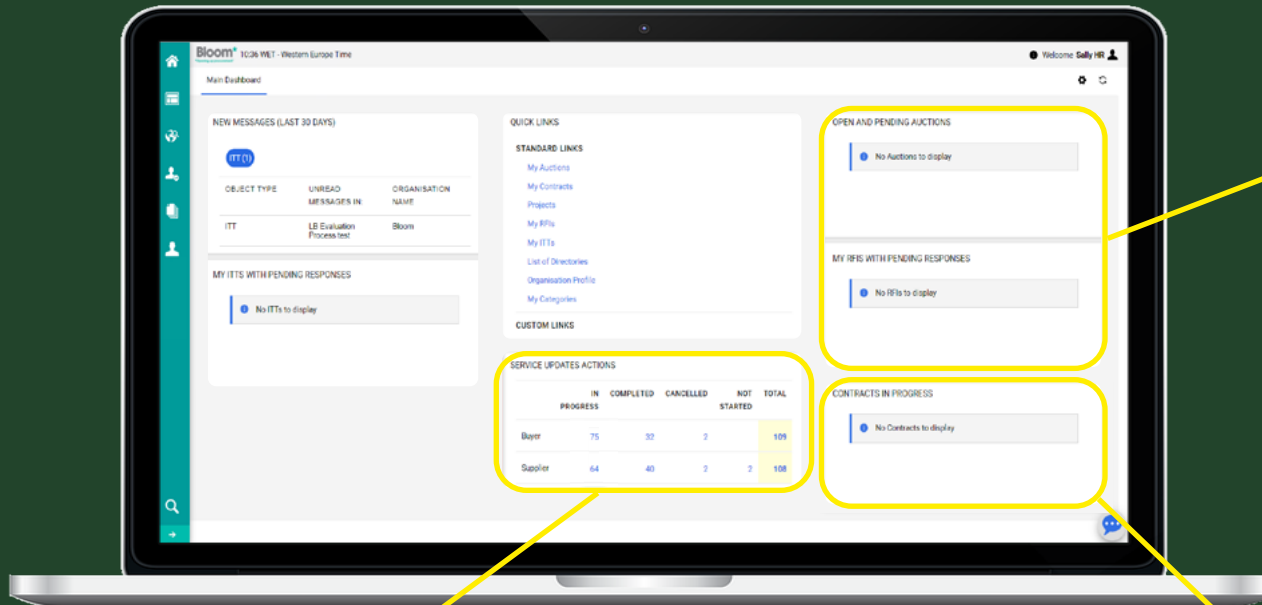 Bloom
10:36 WET - Western Europe Time
Welcome Sally HR
Main Dashboard
NEW MESSAGES (LAST 30 DAYS)
ITT (1)
OBJECT TYPE
UNREAD MESSAGES IN:
ORGANISATION NAME
ITT
LB Evaluation Process test
Bloom
MY ITTS WITH PENDING RESPONSES
No ITTs to display
QUICK LINKS
STANDARD LINKS
My Auctions
My Contracts
Projects
My RFIs
My ITTs
List of Directories
Organisation Profile
My Categories
CUSTOM LINKS
SERVICE UPDATES ACTIONS
IN PROGRESS COMPLETED CANCELLED NOT STARTED TOTAL
Buyer 75 32 2 109
Supplier 64 40 2 2 108
OPEN AND PENDING AUCTIONS
No Auctions to display
MY RFIS WITH PENDING RESPONSES
No RFIs to display
CONTRACTS IN PROGRESS
No Contracts to display